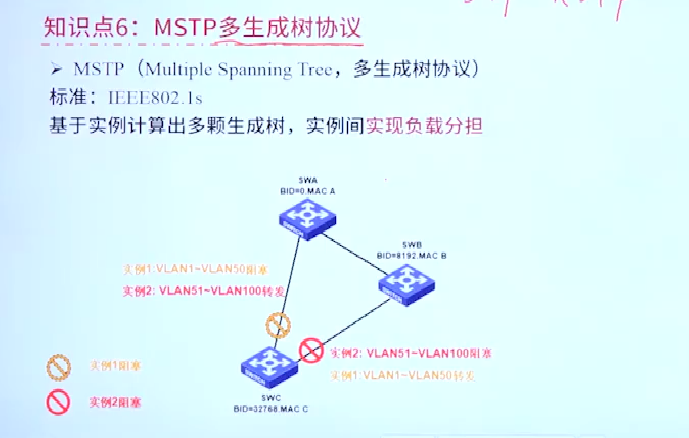 知识点6：MSTP多生成树协议
➢ MSTP（Multiple Spanning Tree，多生成树协议）
标准：IEEE802.1s
基于实例计算出多颗生成树，实例间实现负载分担
SWA
BID=0.MAC A
SWB
BID=8192.MAC B
实例1:VLAN1~VLAN50阻塞
实例2: VLAN51~VLAN100转发
SWITCH
SWITCH
实例2: VLAN51~VLAN100阻塞
实例1:VLAN1~VLAN50转发
实例1阻塞
实例2阻塞
SWITCH
SWC
BID=32768.MAC C